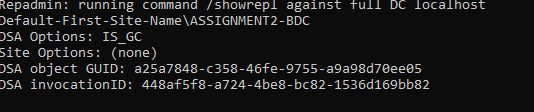 Repadmin: running command /showrepl against full DC localhost
Default-First-Site-Name\ASSIGNMENT2-BDC
DSA Options: IS_GC
Site Options: (none)
DSA object GUID: a25a7848-c358-46fe-9755-a9a98d70ee05
DSA invocationID: 448af5f8-a724-4be8-bc82-1536d169bb82